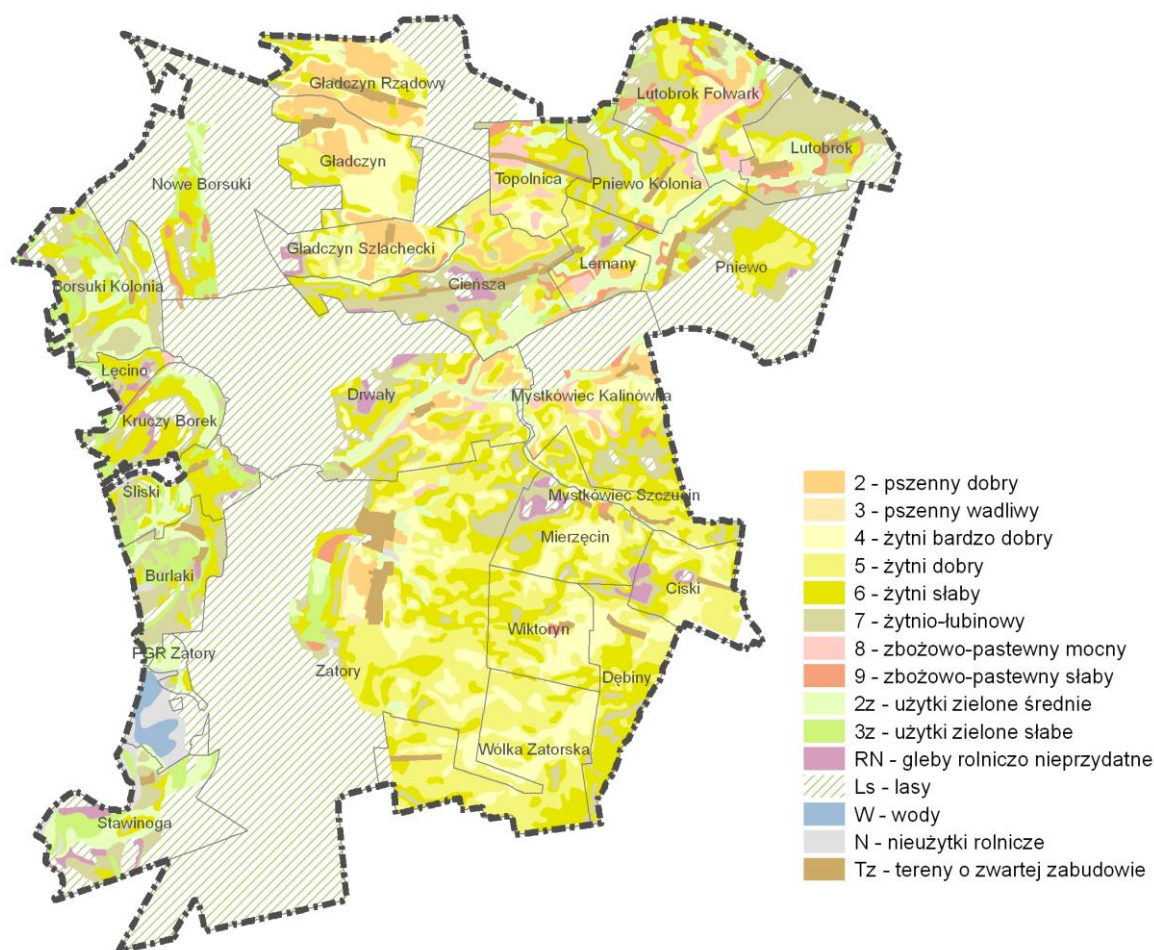 Gładczyn Rządowy
Lutobrok Folwark
Lutobrok
Gładczyn
Topolnica
Pniewo Kolonia
Nowe Borsuki
Gładczyn Szlachecki
Lemany
Pniewo
Cieńsza
Borsuki Kolonia
Łęcino
Drwały
Mystkówiec Kalinówka
Kruczy Borek
Śliski
Mystkówiec Szczucin
Mierzęcin
Burlaki
Ciski
Wiktoryn
PGR Zatory
Zatory
Dębiny
Wólka Zatorska
Stawinoga
2 - pszenny dobry
3 - pszenny wadliwy
4 - żytni bardzo dobry
5 - żytni dobry
6 - żytni słaby
7 - żytnio-łubinowy
8 - zbożowo-pastewny mocny
9 - zbożowo-pastewny słaby
2z - użytki zielone średnie
3z - użytki zielone słabe
RN - gleby rolniczo nieprzydatne
Ls - lasy
W - wody
N - nieużytki rolnicze
Tz - tereny o zwartej zabudowie